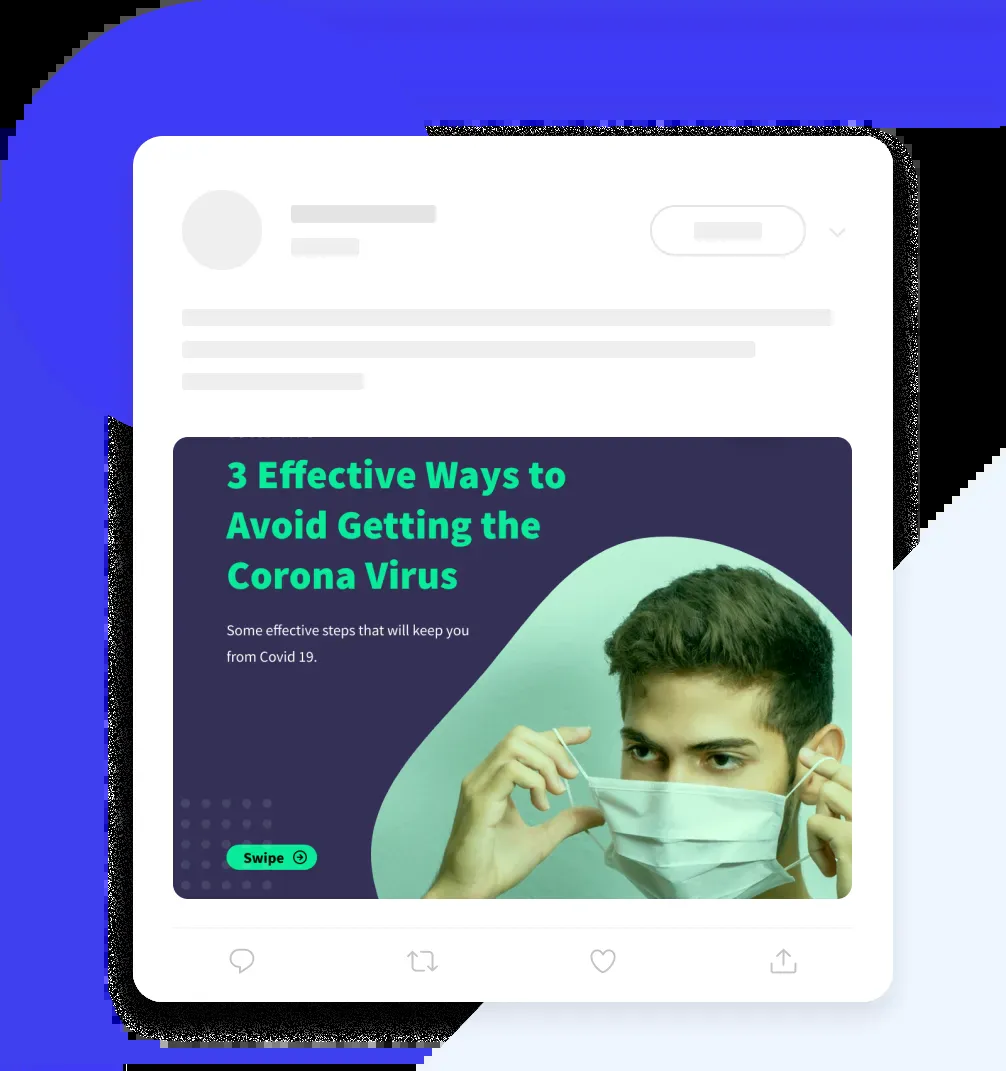 3 Effective Ways to
Avoid Getting the
Corona Virus
Some effective steps that will keep you
from Covid 19.
Swipe